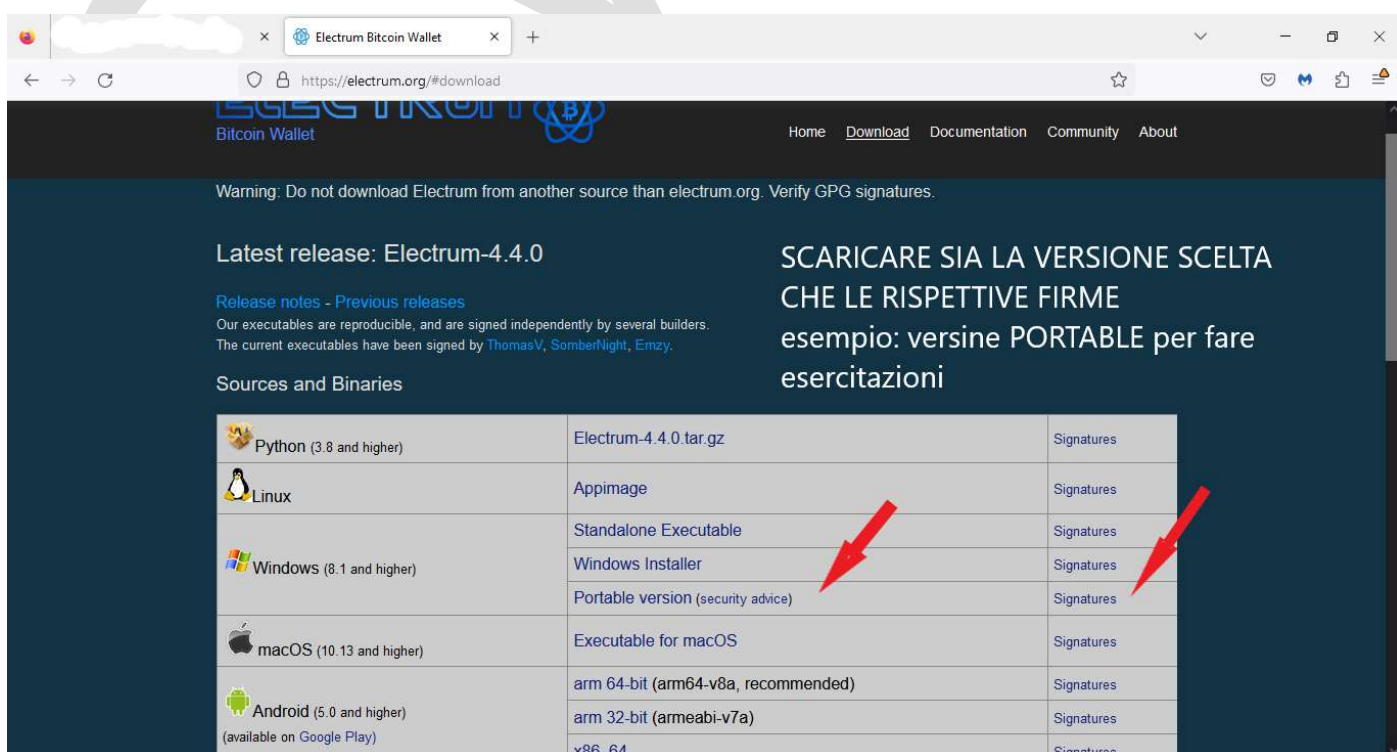 Electrum Bitcoin Wallet
https://electrum.org/#download
ELECTRUM
Bitcoin Wallet
Home Download Documentation Community About
Warning: Do not download Electrum from another source than electrum.org. Verify GPG signatures.
Latest release: Electrum-4.4.0
Release notes - Previous releases
Our executables are reproducible, and are signed independently by several builders.
The current executables have been signed by ThomasV, SomberNight, Emzy.
Sources and Binaries
SCARICARE SIA LA VERSIONE SCELTA
CHE LE RISPETTIVE FIRME
esempio: versine PORTABLE per fare
esercitazioni
Python (3.8 and higher) Electrum-4.4.0.tar.gz Signatures
Linux Appimage Signatures
Standalone Executable Signatures
Windows (8.1 and higher) Windows Installer Signatures
Portable version (security advice) Signatures
macOS (10.13 and higher) Executable for macOS Signatures
arm 64-bit (arm64-v8a, recommended) Signatures
Android (5.0 and higher) arm 32-bit (armeabi-v7a) Signatures
(available on Google Play)
x86_64 Signatures